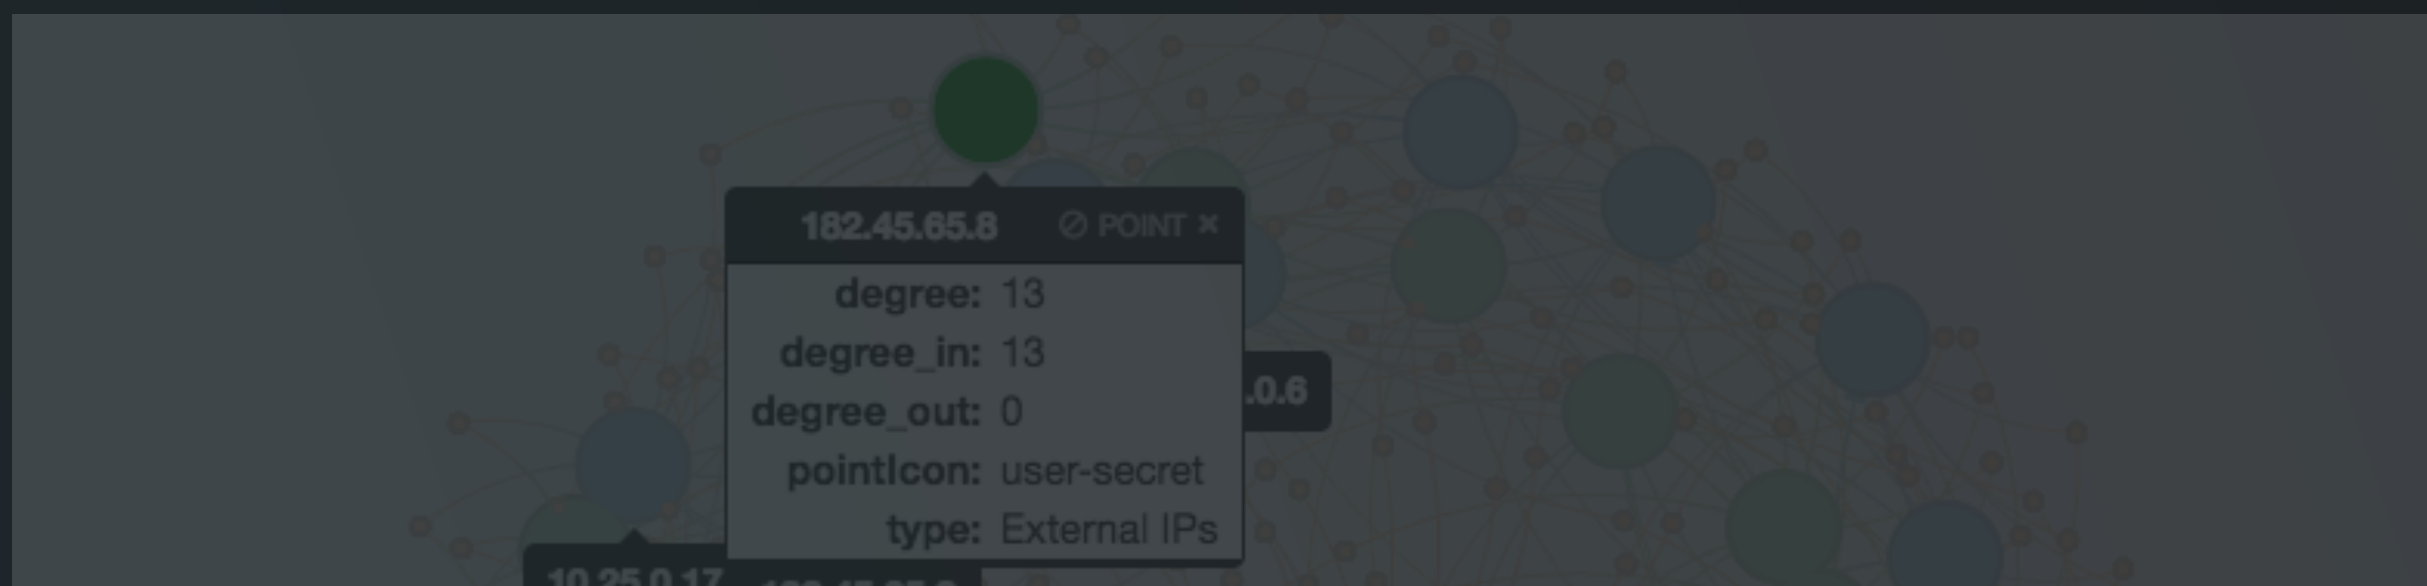 182.45.65.8 POINT ×
degree: 13
degree_in: 13
.0.6
degree_out: 0
pointIcon: user-secret
type: External IPs
10.25.0.17